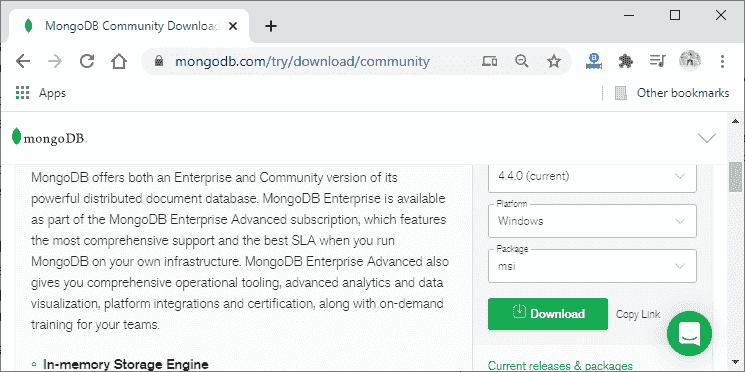 MongoDB Community Download
mongodb.com/try/download/community
Apps
Other bookmarks
mongoDB.
MongoDB offers both an Enterprise and Community version of its
powerful distributed document database. MongoDB Enterprise is available
as part of the MongoDB Enterprise Advanced subscription, which features
the most comprehensive support and the best SLA when you run
MongoDB on your own infrastructure. MongoDB Enterprise Advanced also
gives you comprehensive operational tooling, advanced analytics and data
visualization, platform integrations and certification, along with on-demand
training for your teams.
In-memory Storage Engine
4.4.0 (current)
Platform
Windows
Package
msi
Download
Copy Link
Current releases & packages